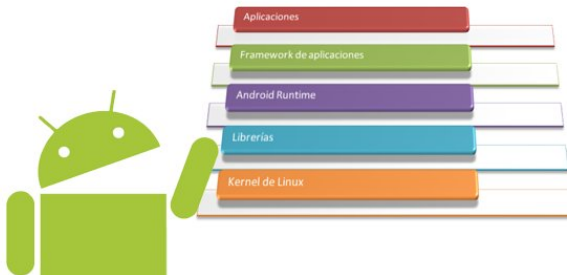 Aplicaciones
Framework de aplicaciones
Android Runtime
Librerías
Kernel de Linux